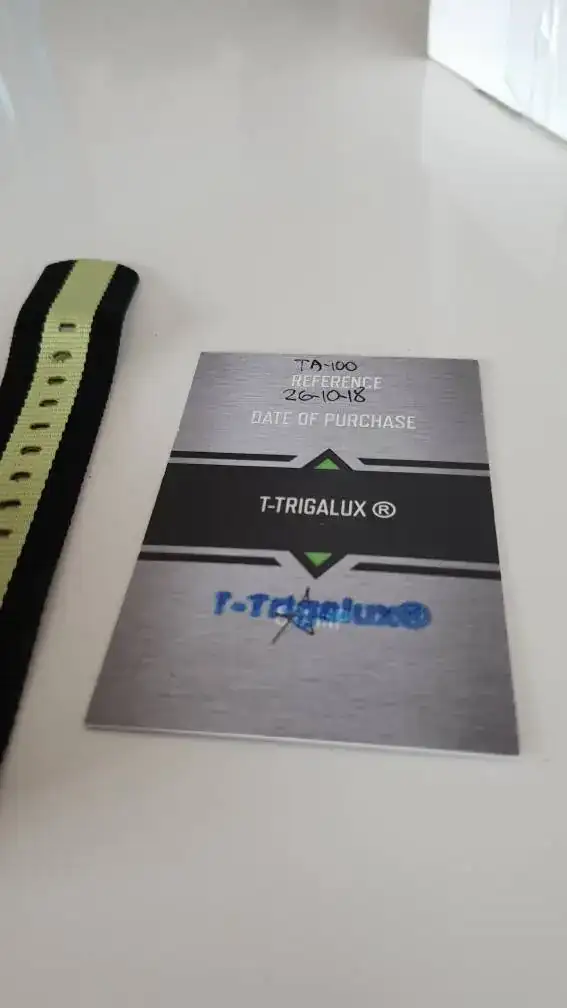 TA-100
REFERENCE
26-10-18
DATE OF PURCHASE
T-TRIGALUX ®
T-Trigalux®